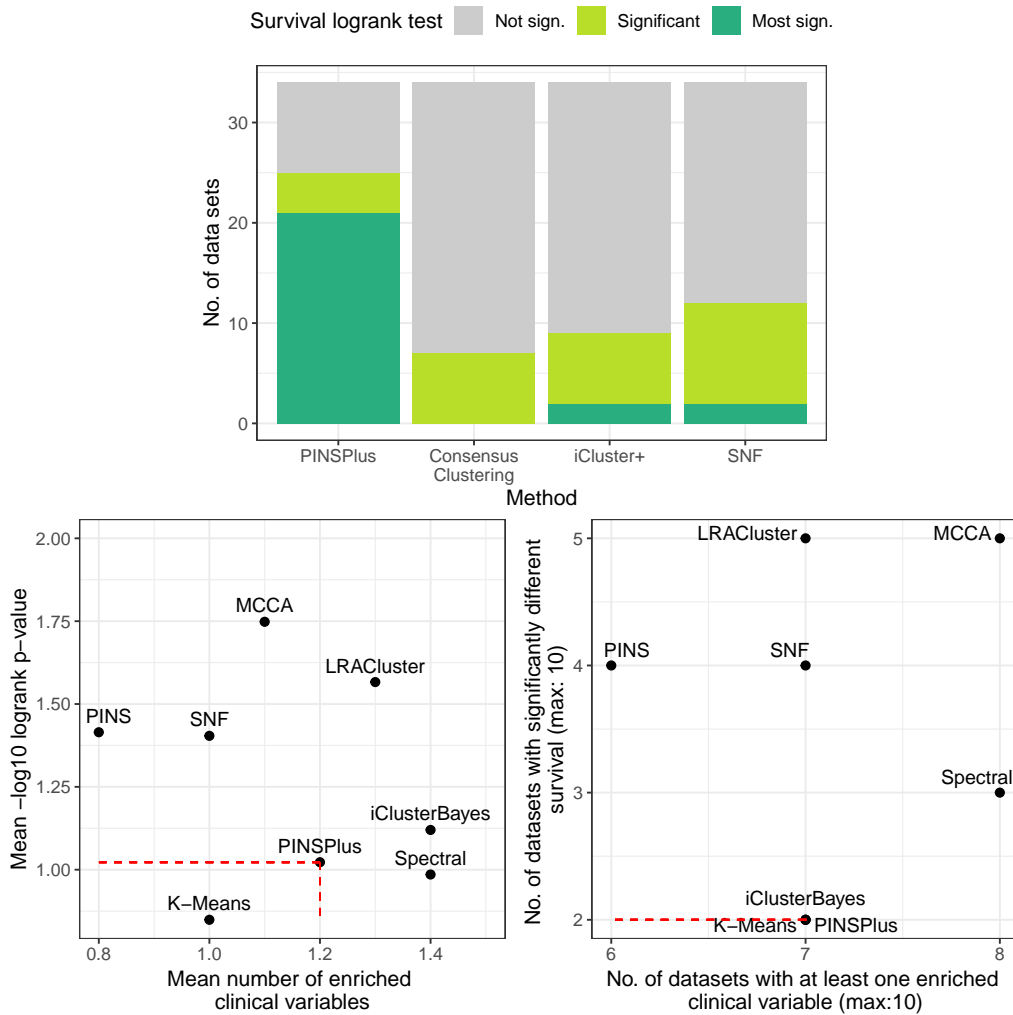 Survival logrank test Not sign. Significant Most sign.
No. of data sets
30
20
10
0
PINSPlus
Consensus
Clustering
iCluster+
SNF
Method
Mean −log10 logrank p−value
2.00
1.75
1.50
1.25
1.00
MCCA
LRACluster
PINS
SNF
iClusterBayes
PINSPlus
Spectral
K−Means
0.8
1.0
1.2
1.4
Mean number of enriched
clinical variables
No. of datasets with significantly different
survival (max: 10)
5
4
3
2
LRACluster
MCCA
PINS
SNF
Spectral
iClusterBayes
K−Means
PINSPlus
6
7
8
No. of datasets with at least one enriched
clinical variable (max:10)